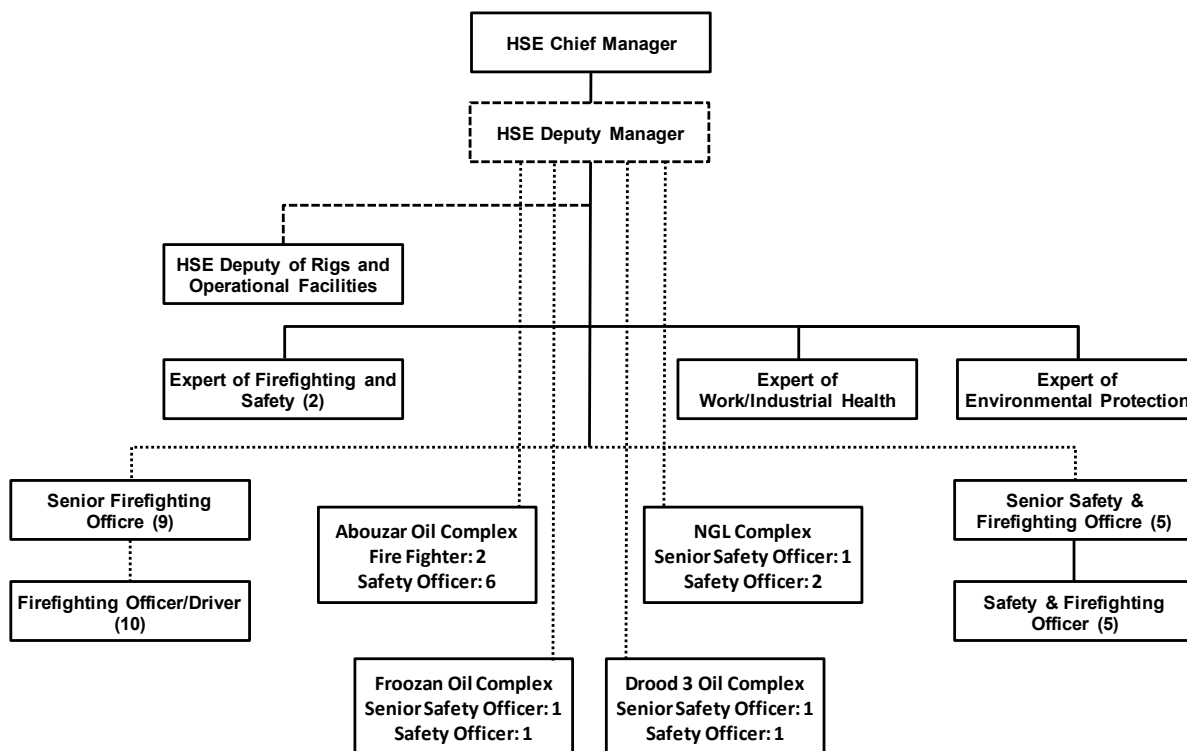 HSE Chief Manager
HSE Deputy Manager
HSE Deputy of Rigs and
Operational Facilities
Expert of Firefighting and
Safety (2)
Expert of
Work/Industrial Health
Expert of
Environmental Protection
Senior Firefighting
Officre (9)
Abouzar Oil Complex
Fire Fighter: 2
Safety Officer: 6
NGL Complex
Senior Safety Officer: 1
Safety Officer: 2
Senior Safety &
Firefighting Officre (5)
Firefighting Officer/Driver
(10)
Safety & Firefighting
Officer (5)
Froozan Oil Complex
Senior Safety Officer: 1
Safety Officer: 1
Drood 3 Oil Complex
Senior Safety Officer: 1
Safety Officer: 1